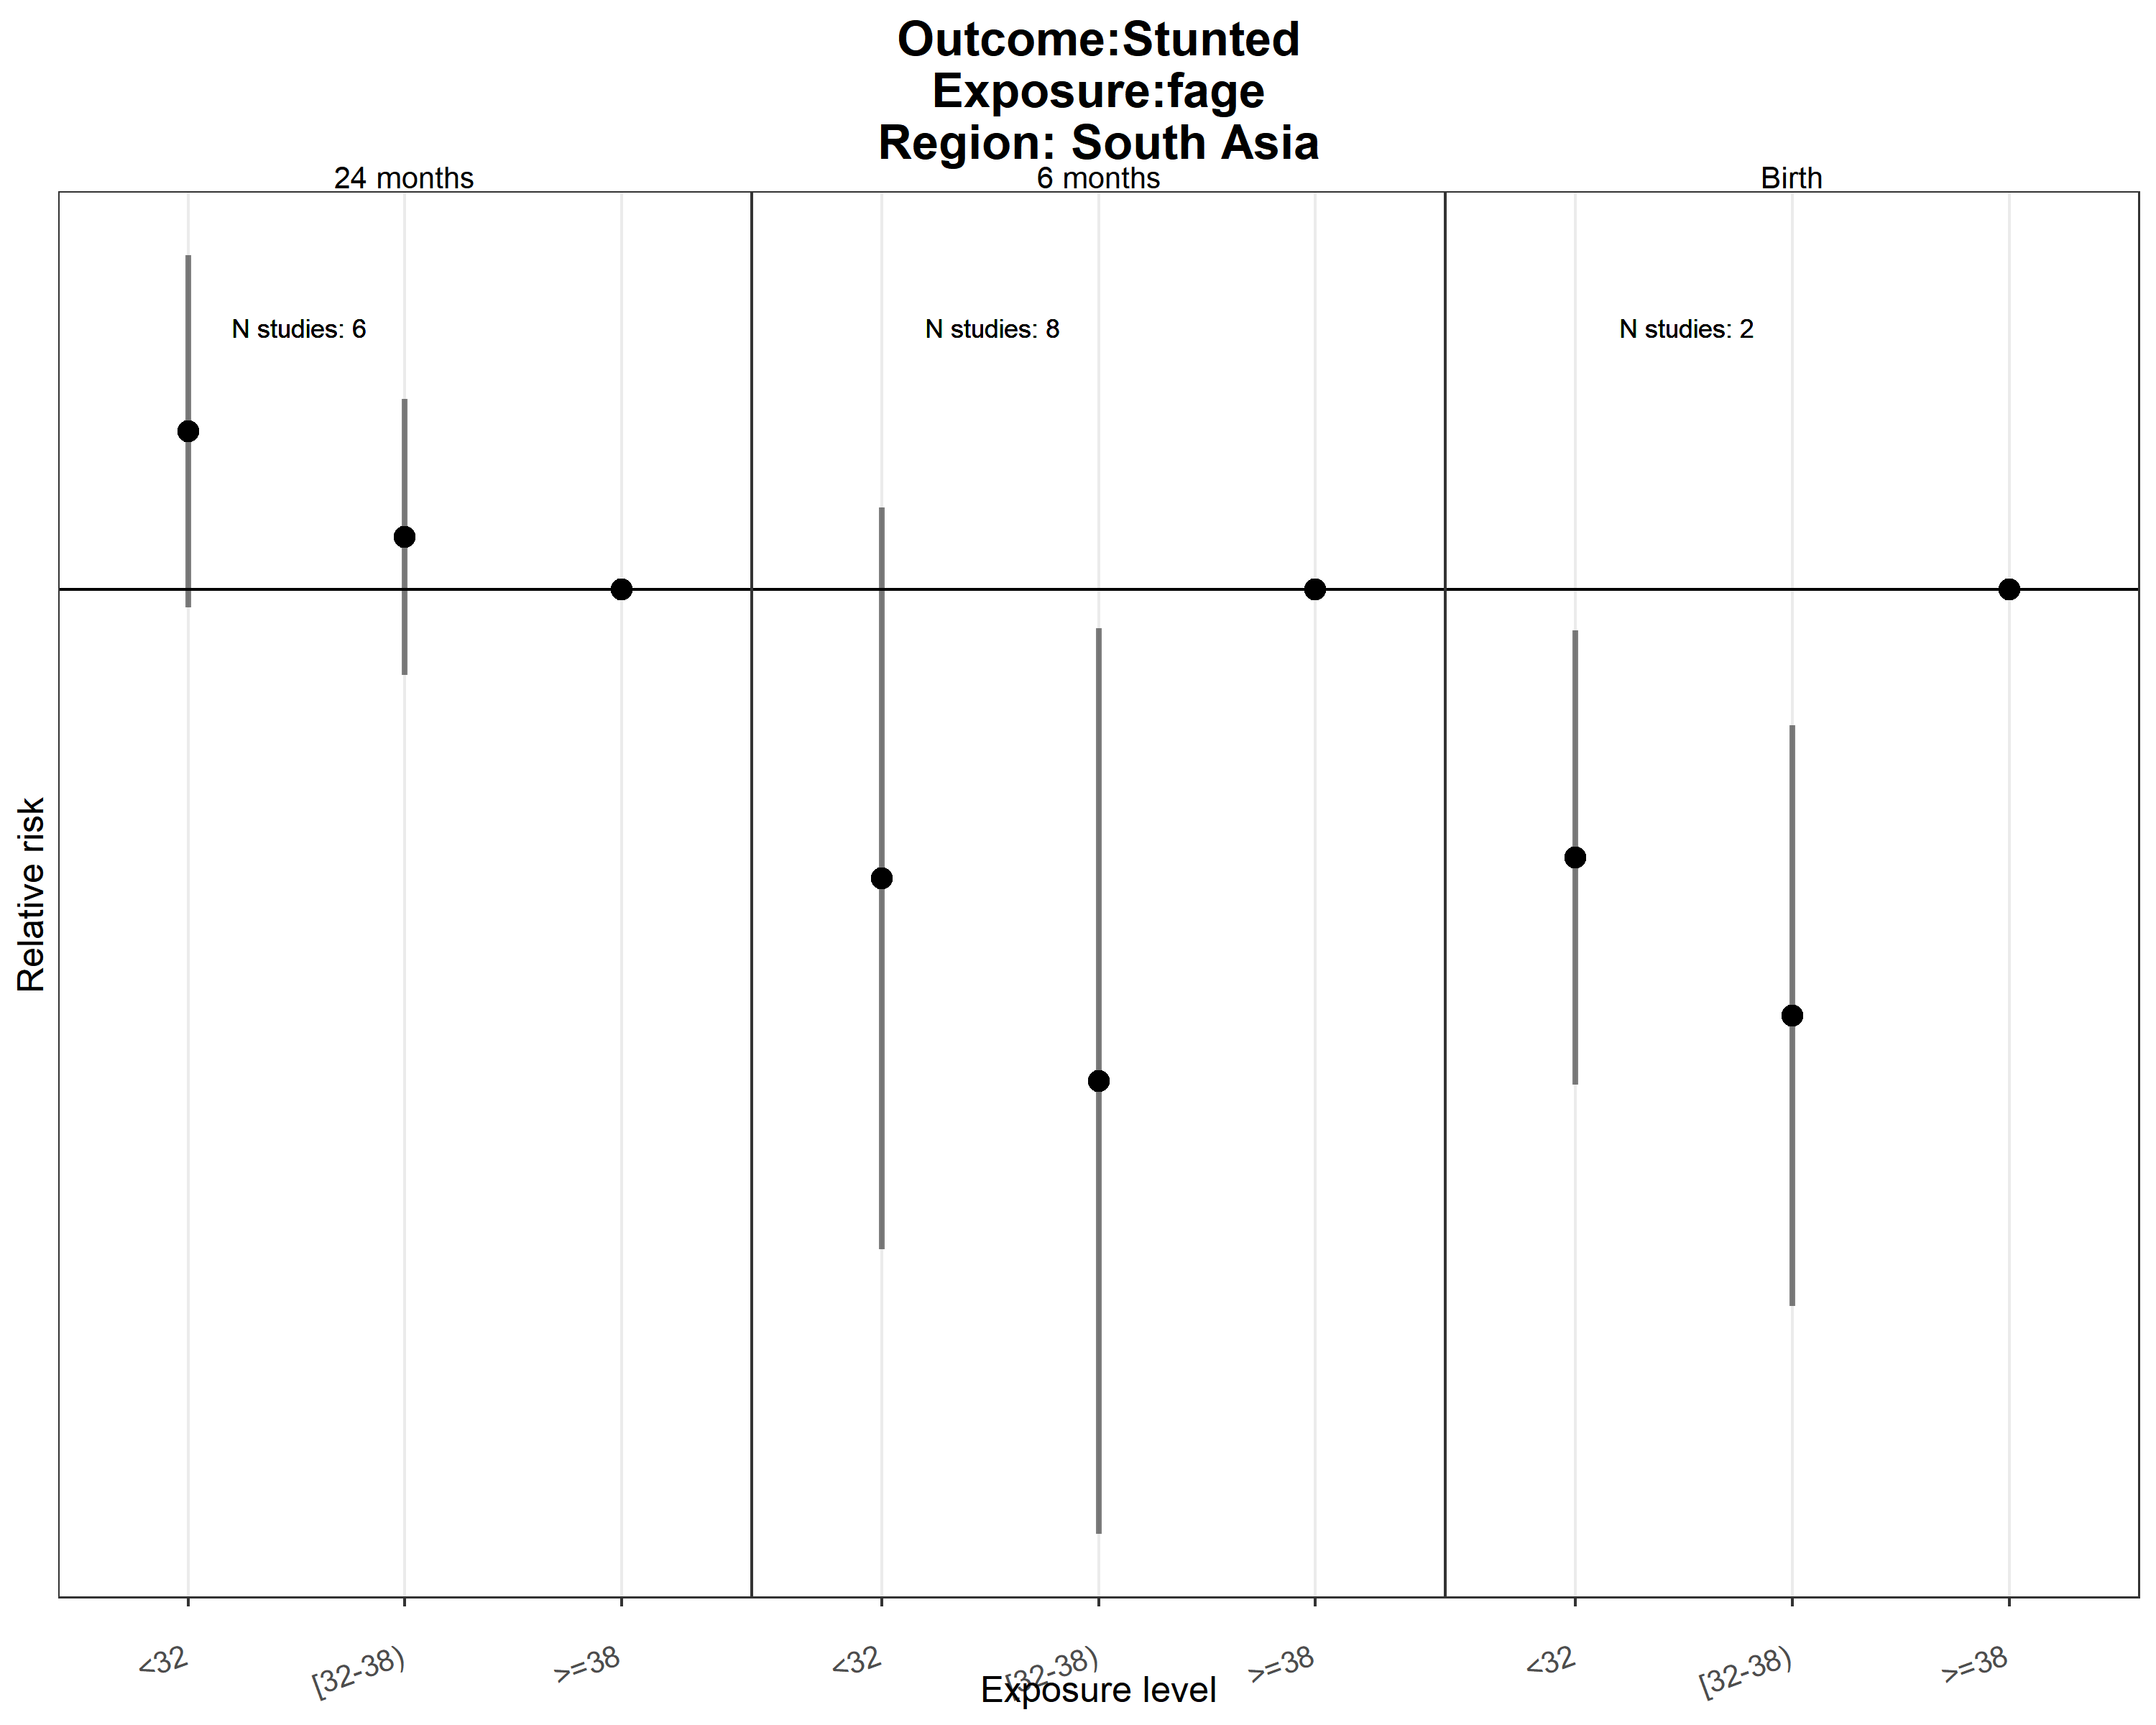 Outcome:Stunted
Exposure:fage
Region: South Asia
24 months
6 months
Birth
N studies: 6
N studies: 8
N studies: 2
Relative risk
<32
[32-38)
>=38
<32
[32-38)
>=38
<32
[32-38)
>=38
Exposure level